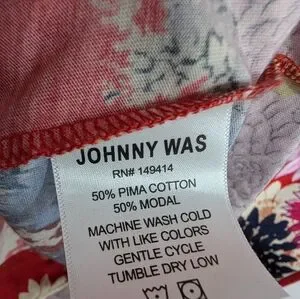 JOHNNY WAS
RN# 149414
50% PIMA COTTON
50% MODAL
MACHINE WASH COLD
WITH LIKE COLORS
GENTLE CYCLE
TUMBLE DRY LOW